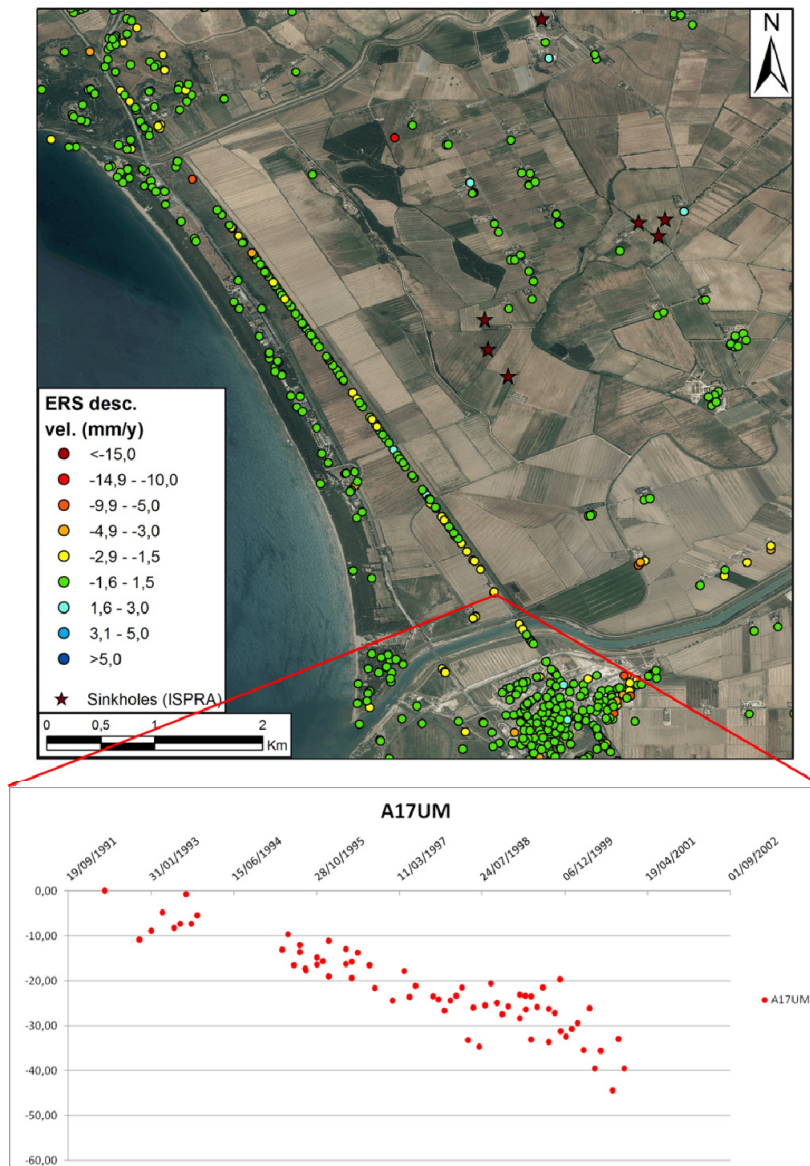 N
ERS desc.
vel. (mm/y)
<-15,0
-14,9 - -10,0
-9,9 - -5,0
-4,9 - -3,0
-2,9 - -1,5
-1,6 - 1,5
1,6 - 3,0
3,1 - 5,0
>5,0
Sinkholes (ISPRA)
0 0,5 1 2
Km
A17UM
19/09/1991 31/01/1993 15/06/1994 28/10/1995 11/03/1997 24/07/1998 06/12/1999 19/04/2001 01/09/2002
0,00
-10,00
-20,00
-30,00
-40,00
-50,00
-60,00
A17UM